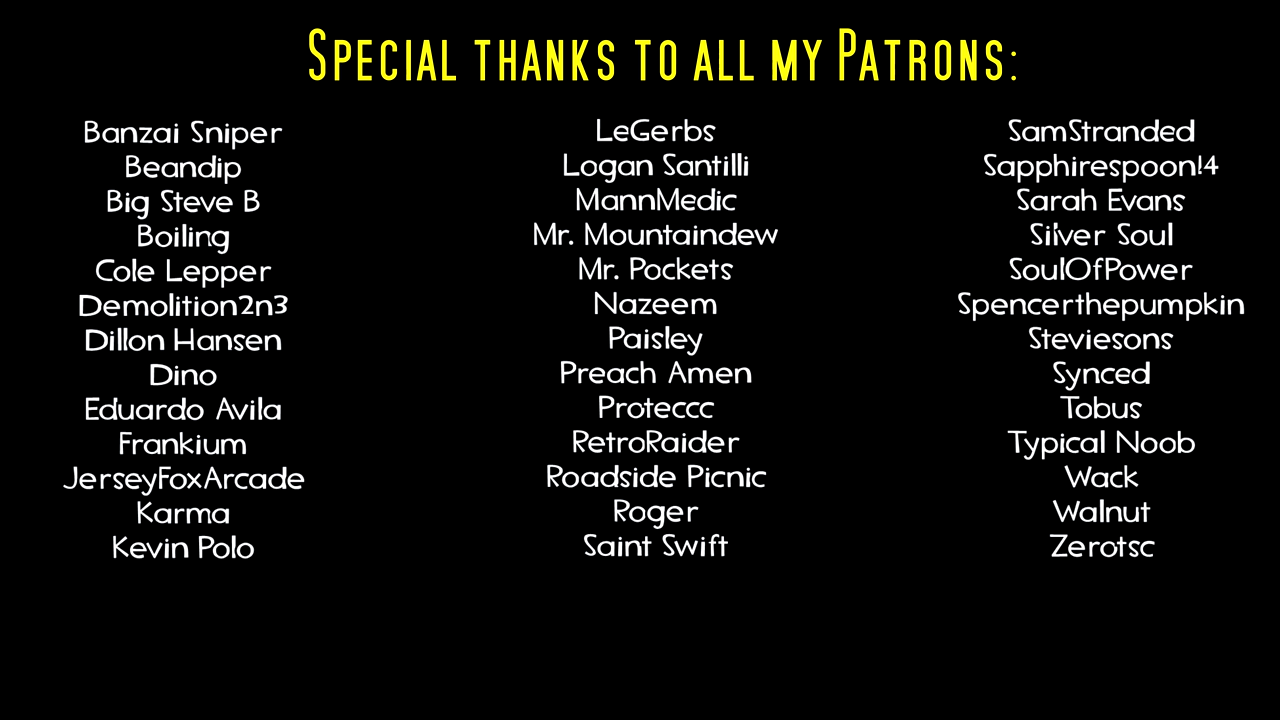 Special thanks to all my Patrons:
Banzai Sniper
Beandip
Big Steve B
Boiling
Cole Lepper
Demolition2n3
Dillon Hansen
Dino
Eduardo Avila
Frankium
JerseyFoxArcade
Karma
Kevin Polo
LeGerbs
Logan Santilli
MannMedic
Mr. Mountaindew
Mr. Pockets
Nazeem
Paisley
Preach Amen
Proteccc
RetroRaider
Roadside Picnic
Roger
Saint Swift
SamStranded
Sapphirespoon!4
Sarah Evans
Silver Soul
SoulOfPower
Spencerthepumpkin
Steviesons
Synced
Tobus
Typical Noob
Wack
Walnut
Zerotsc